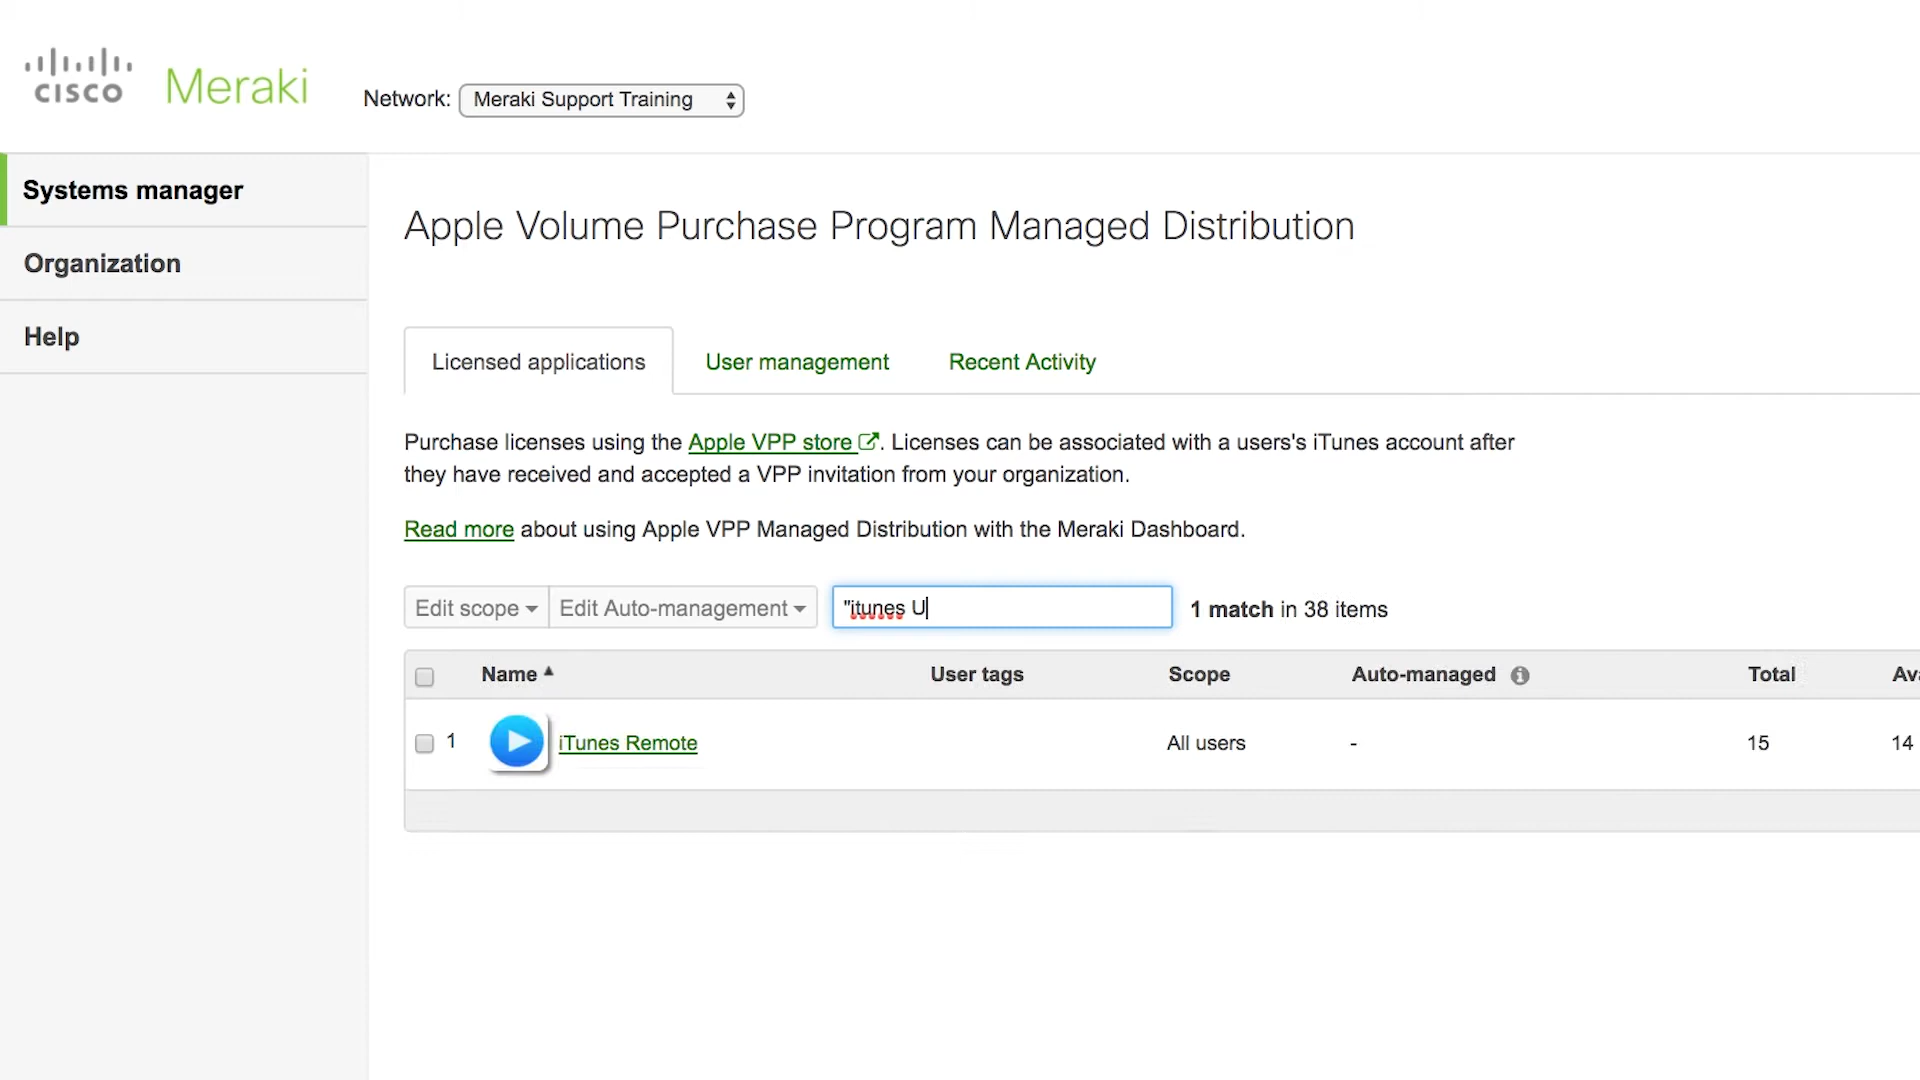 CISCO Meraki
Network: Meraki Support Training
Systems manager
Organization
Help
Apple Volume Purchase Program Managed Distribution
Licensed applications User management Recent Activity
Purchase licenses using the Apple VPP store . Licenses can be associated with a users's iTunes account after
they have received and accepted a VPP invitation from your organization.
Read more about using Apple VPP Managed Distribution with the Meraki Dashboard.
Edit scope Edit Auto-management "itunes U 1 match in 38 items
Name User tags Scope Auto-managed Total
1 iTunes Remote All users - 15 14